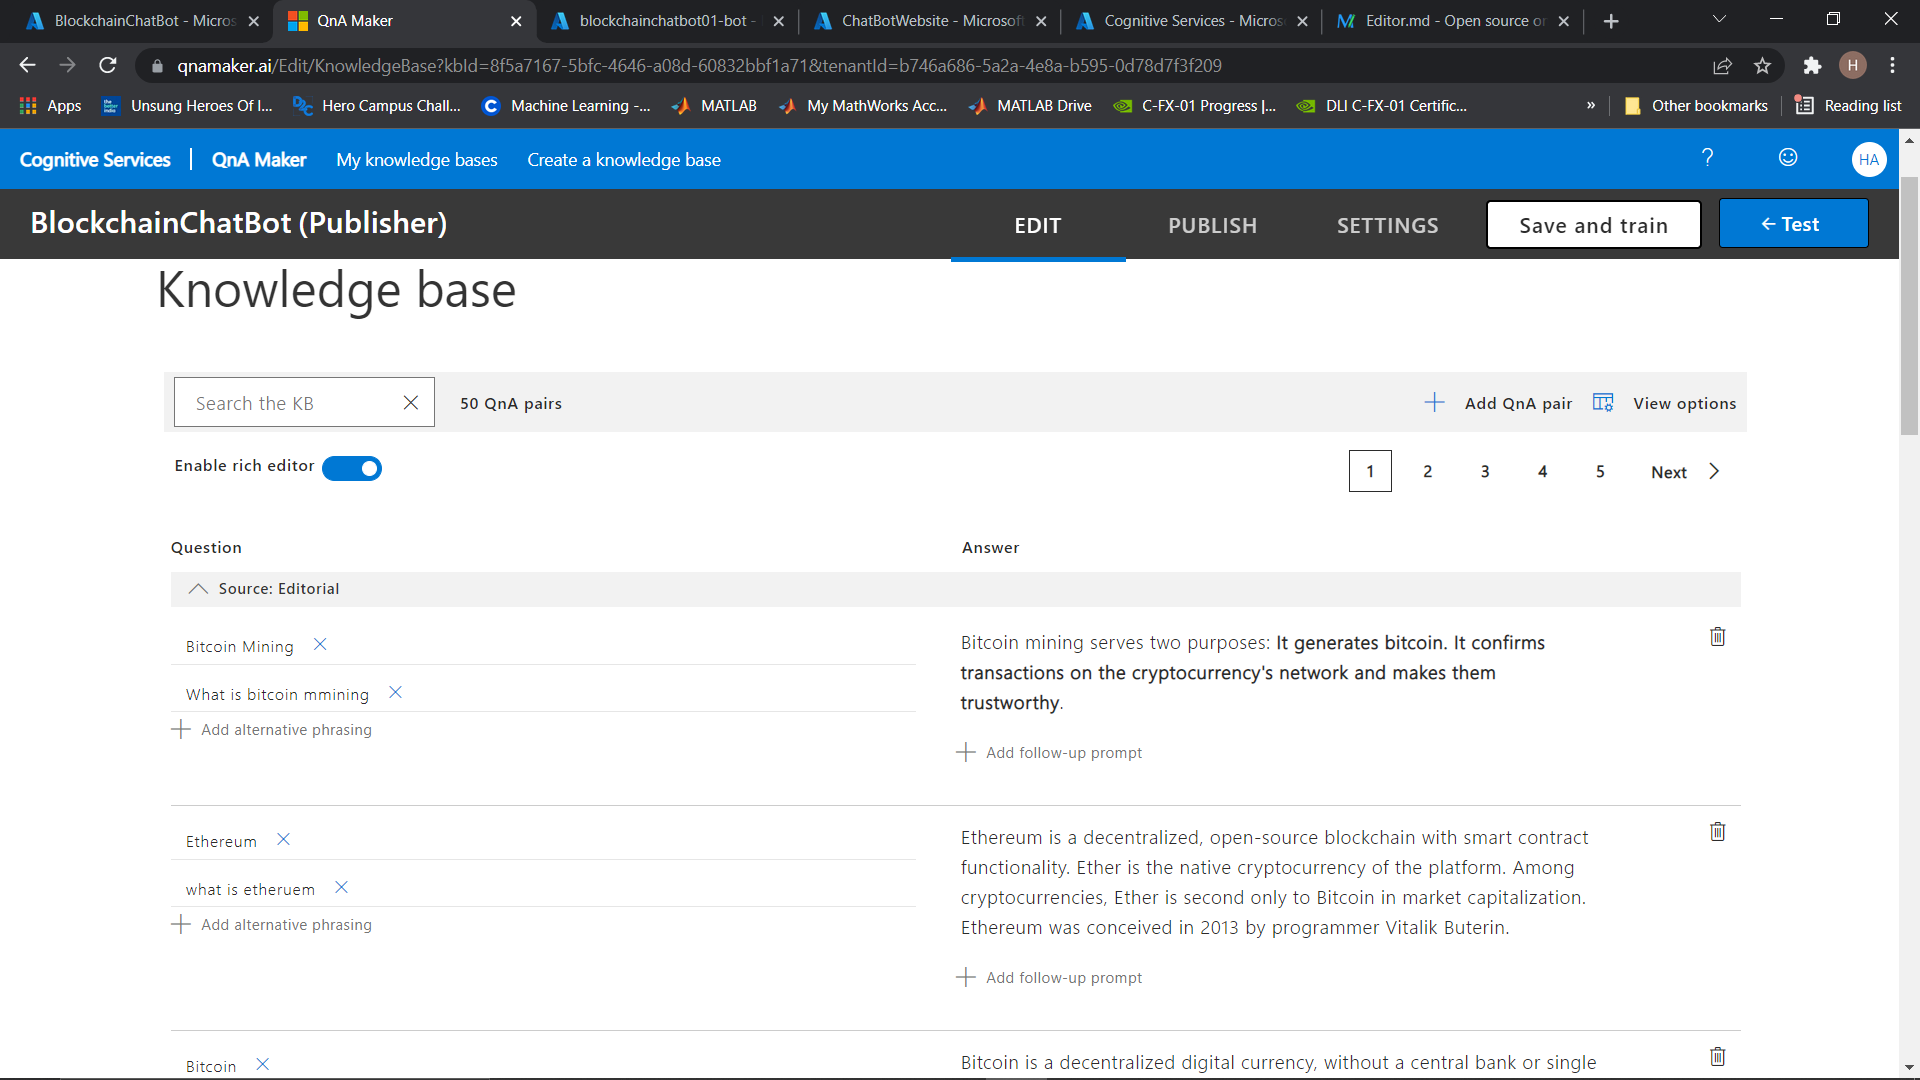 BlockchainChatBot - Micros
QnA Maker
blockchainchatbot01-bot -
ChatBotWebsite - Microsoft
Cognitive Services - Micros
Editor.md - Open source or
qnamaker.ai/Edit/KnowledgeBase?kbId=8f5a7167-5bfc-4646-a08d-60832bbf1a71&tenantId=b746a686-5a2a-4e8a-b595-0d78d7f3f209
H
Apps
Unsung Heroes Of I...
Hero Campus Chall...
Machine Learning -...
MATLAB
My MathWorks Acc...
MATLAB Drive
C-FX-01 Progress |...
DLI C-FX-01 Certific...
»
Other bookmarks
Reading list
Cognitive Services | QnA Maker My knowledge bases Create a knowledge base ? HA
BlockchainChatBot (Publisher) EDIT PUBLISH SETTINGS Save and train ← Test
Knowledge base
Search the KB 50 QnA pairs Add QnA pair View options
Enable rich editor 1 2 3 4 5 Next
Question Answer
Source: Editorial
Bitcoin Mining
What is bitcoin mmining
Add alternative phrasing
Bitcoin mining serves two purposes: It generates bitcoin. It confirms
transactions on the cryptocurrency's network and makes them
trustworthy.
Add follow-up prompt
Ethereum
what is etheruem
Add alternative phrasing
Ethereum is a decentralized, open-source blockchain with smart contract
functionality. Ether is the native cryptocurrency of the platform. Among
cryptocurrencies, Ether is second only to Bitcoin in market capitalization.
Ethereum was conceived in 2013 by programmer Vitalik Buterin.
Add follow-up prompt
Bitcoin
Bitcoin is a decentralized digital currency, without a central bank or single